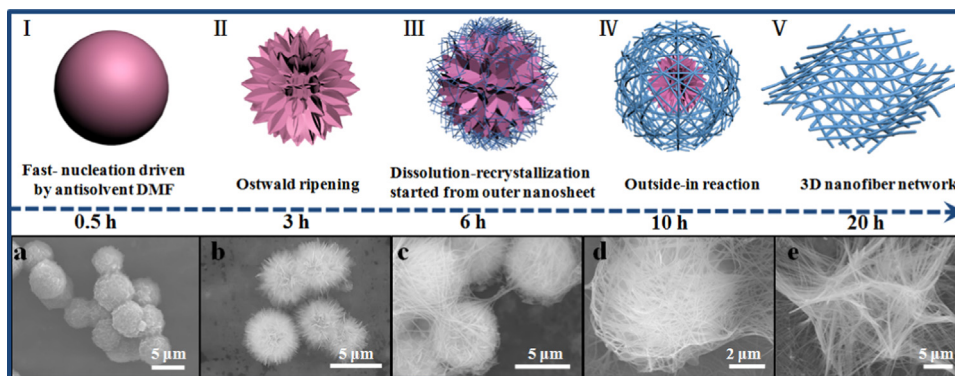 I II III IV V
Fast- nucleation driven
by antisolvent DMF
Ostwald ripening
Dissolution-recrystallization
started from outer nanosheet
Outside-in reaction
3D nanofiber network
0.5 h 3 h 6 h 10 h 20 h
a b c d e
5 μm 5 μm 5 μm 2 μm 5 μm